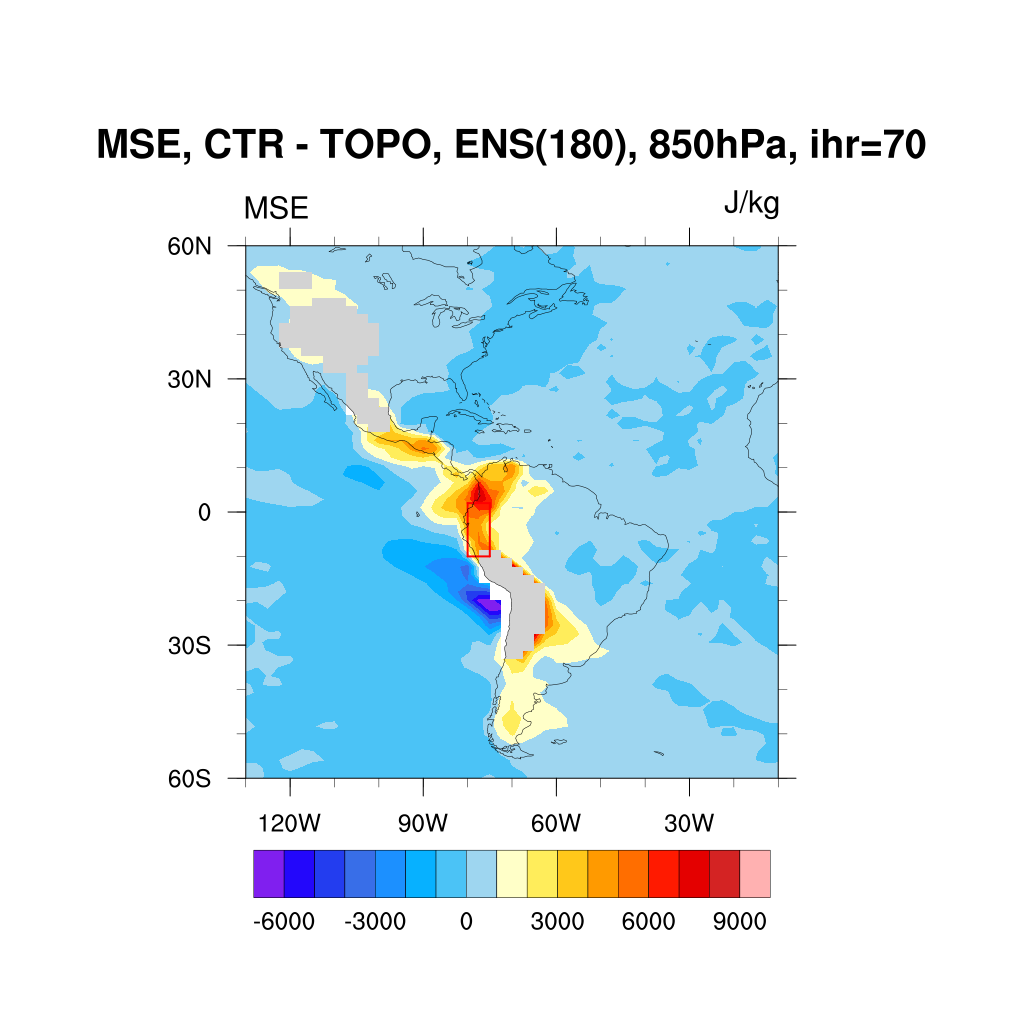 MSE, CTR - TOPO, ENS(180), 850hPa, ihr=70
MSE J/kg
60N
30N
0
30S
60S
120W 90W 60W 30W
-6000 -3000 0 3000 6000 9000